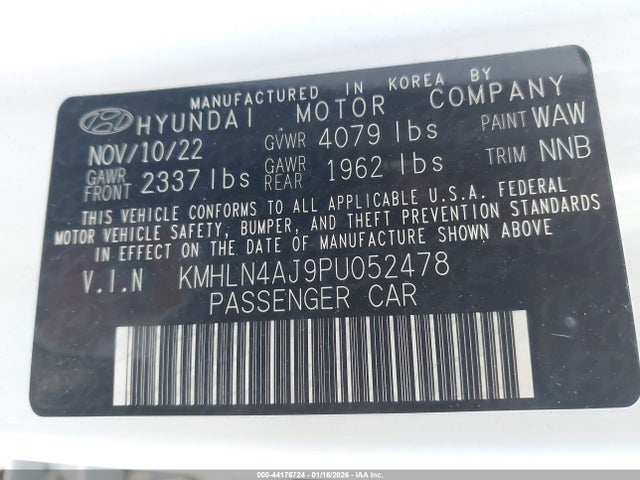 MANUFACTURED IN KOREA BY
HYUNDAI MOTOR COMPANY
NOV/10/22 GVWR 4079 lbs PAINT WAW
GAWR FRONT 2337 lbs GAWR REAR 1962 lbs TRIM NNB
THIS VEHICLE CONFORMS TO ALL APPLICABLE U.S.A. FEDERAL
MOTOR VEHICLE SAFETY, BUMPER, AND THEFT PREVENTION STANDARDS
IN EFFECT ON THE DATE OF MANUFACTURE SHOWN ABOVE
V.I.N KMHLN4AJ9PU052478
PASSENGER CAR
000-44176724 | 01/16/2026 - IAA Inc.